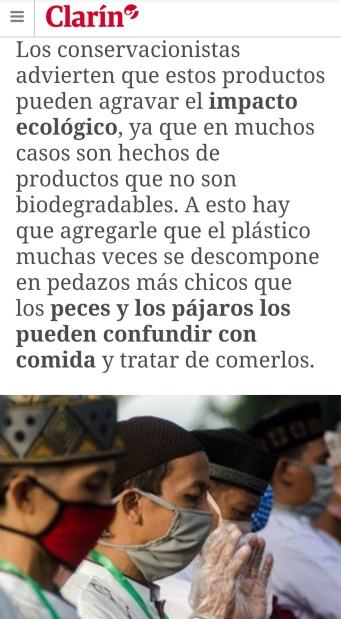 Clarín
Los conservacionistas
advierten que estos productos
pueden agravar el impacto
ecológico, ya que en muchos
casos son hechos de
productos que no son
biodegradables. A esto hay
que agregarle que el plástico
muchas veces se descompone
en pedazos más chicos que
los peces y los pájaros los
pueden confundir con
comida y tratar de comerlos.